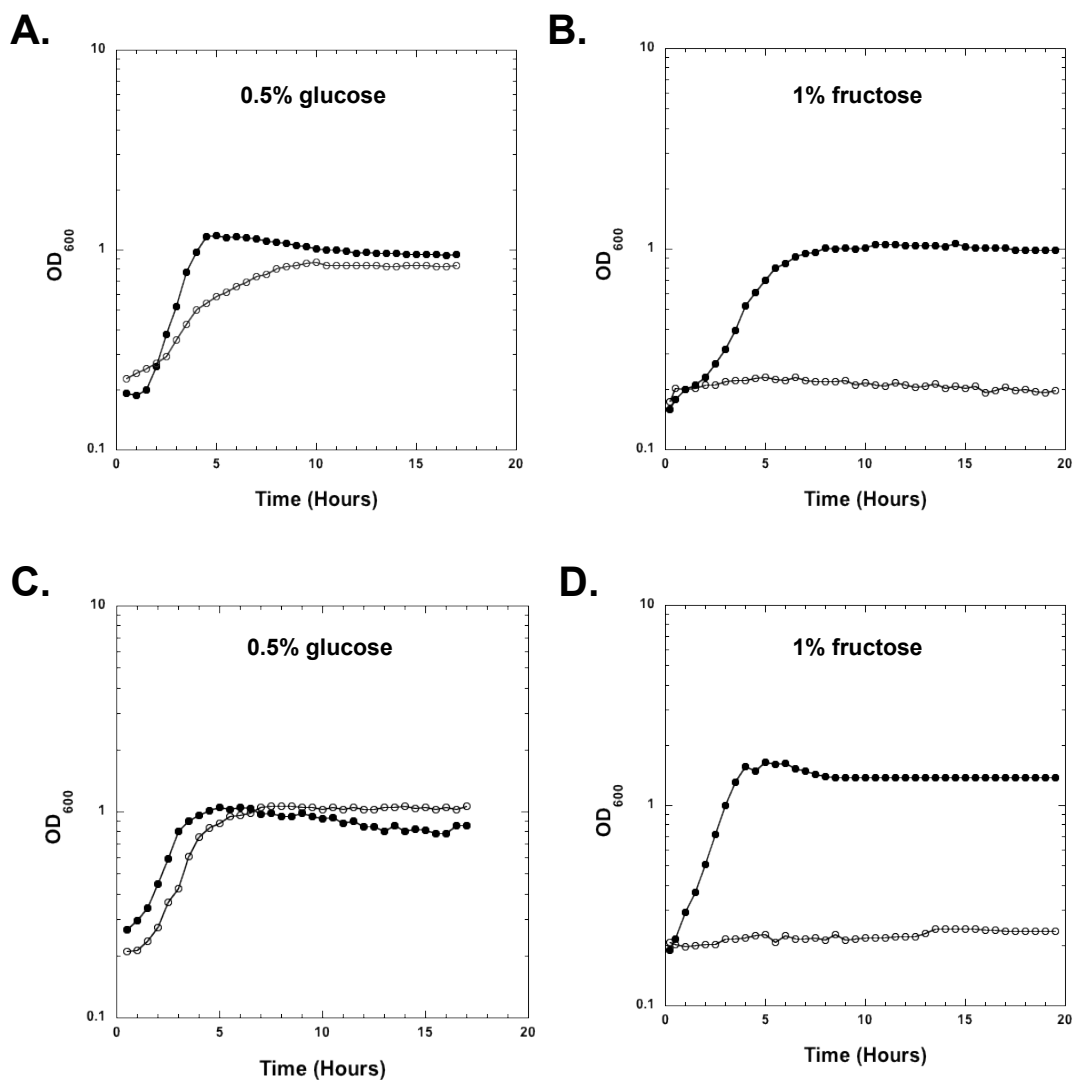 A.
0.5% glucose
10
1
0.1
OD600
0 5 10 15 20
Time (Hours)
B.
1% fructose
10
1
0.1
OD600
0 5 10 15 20
Time (Hours)
C.
0.5% glucose
10
1
0.1
OD600
0 5 10 15 20
Time (Hours)
D.
1% fructose
10
1
0.1
OD600
0 5 10 15 20
Time (Hours)